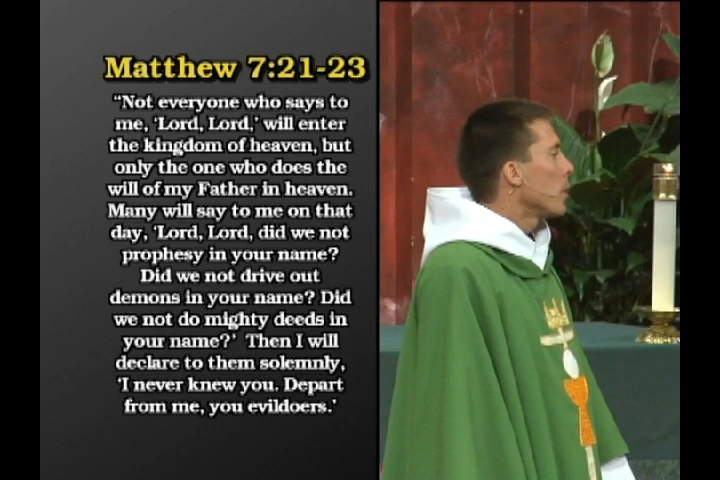 Matthew 7:21-23
“Not everyone who says to
me, ‘Lord, Lord,’ will enter
the kingdom of heaven, but
only the one who does the
will of my Father in heaven.
Many will say to me on that
day, ‘Lord, Lord, did we not
prophesy in your name?
Did we not drive out
demons in your name? Did
we not do mighty deeds in
your name?’ Then I will
declare to them solemnly,
‘I never knew you. Depart
from me, you evildoers.’